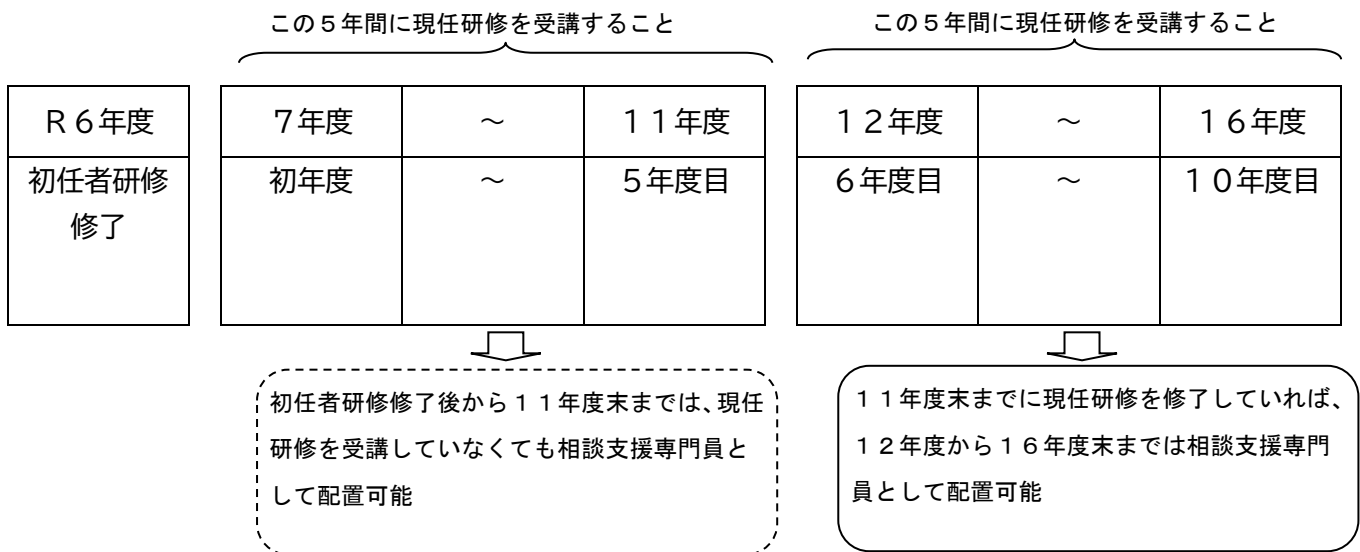 この５年間に現任研修を受講すること
この５年間に現任研修を受講すること
Ｒ６年度
７年度
～
１１年度
１２年度
～
１６年度
初任者研修
修了
初年度
～
５年度目
６年度目
～
１０年度目
初任者研修修了後から１１年度末までは、現任
研修を受講していなくても相談支援専門員と
して配置可能
１１年度末までに現任研修を修了していれば、
１２年度から１６年度末までは相談支援専門
員として配置可能